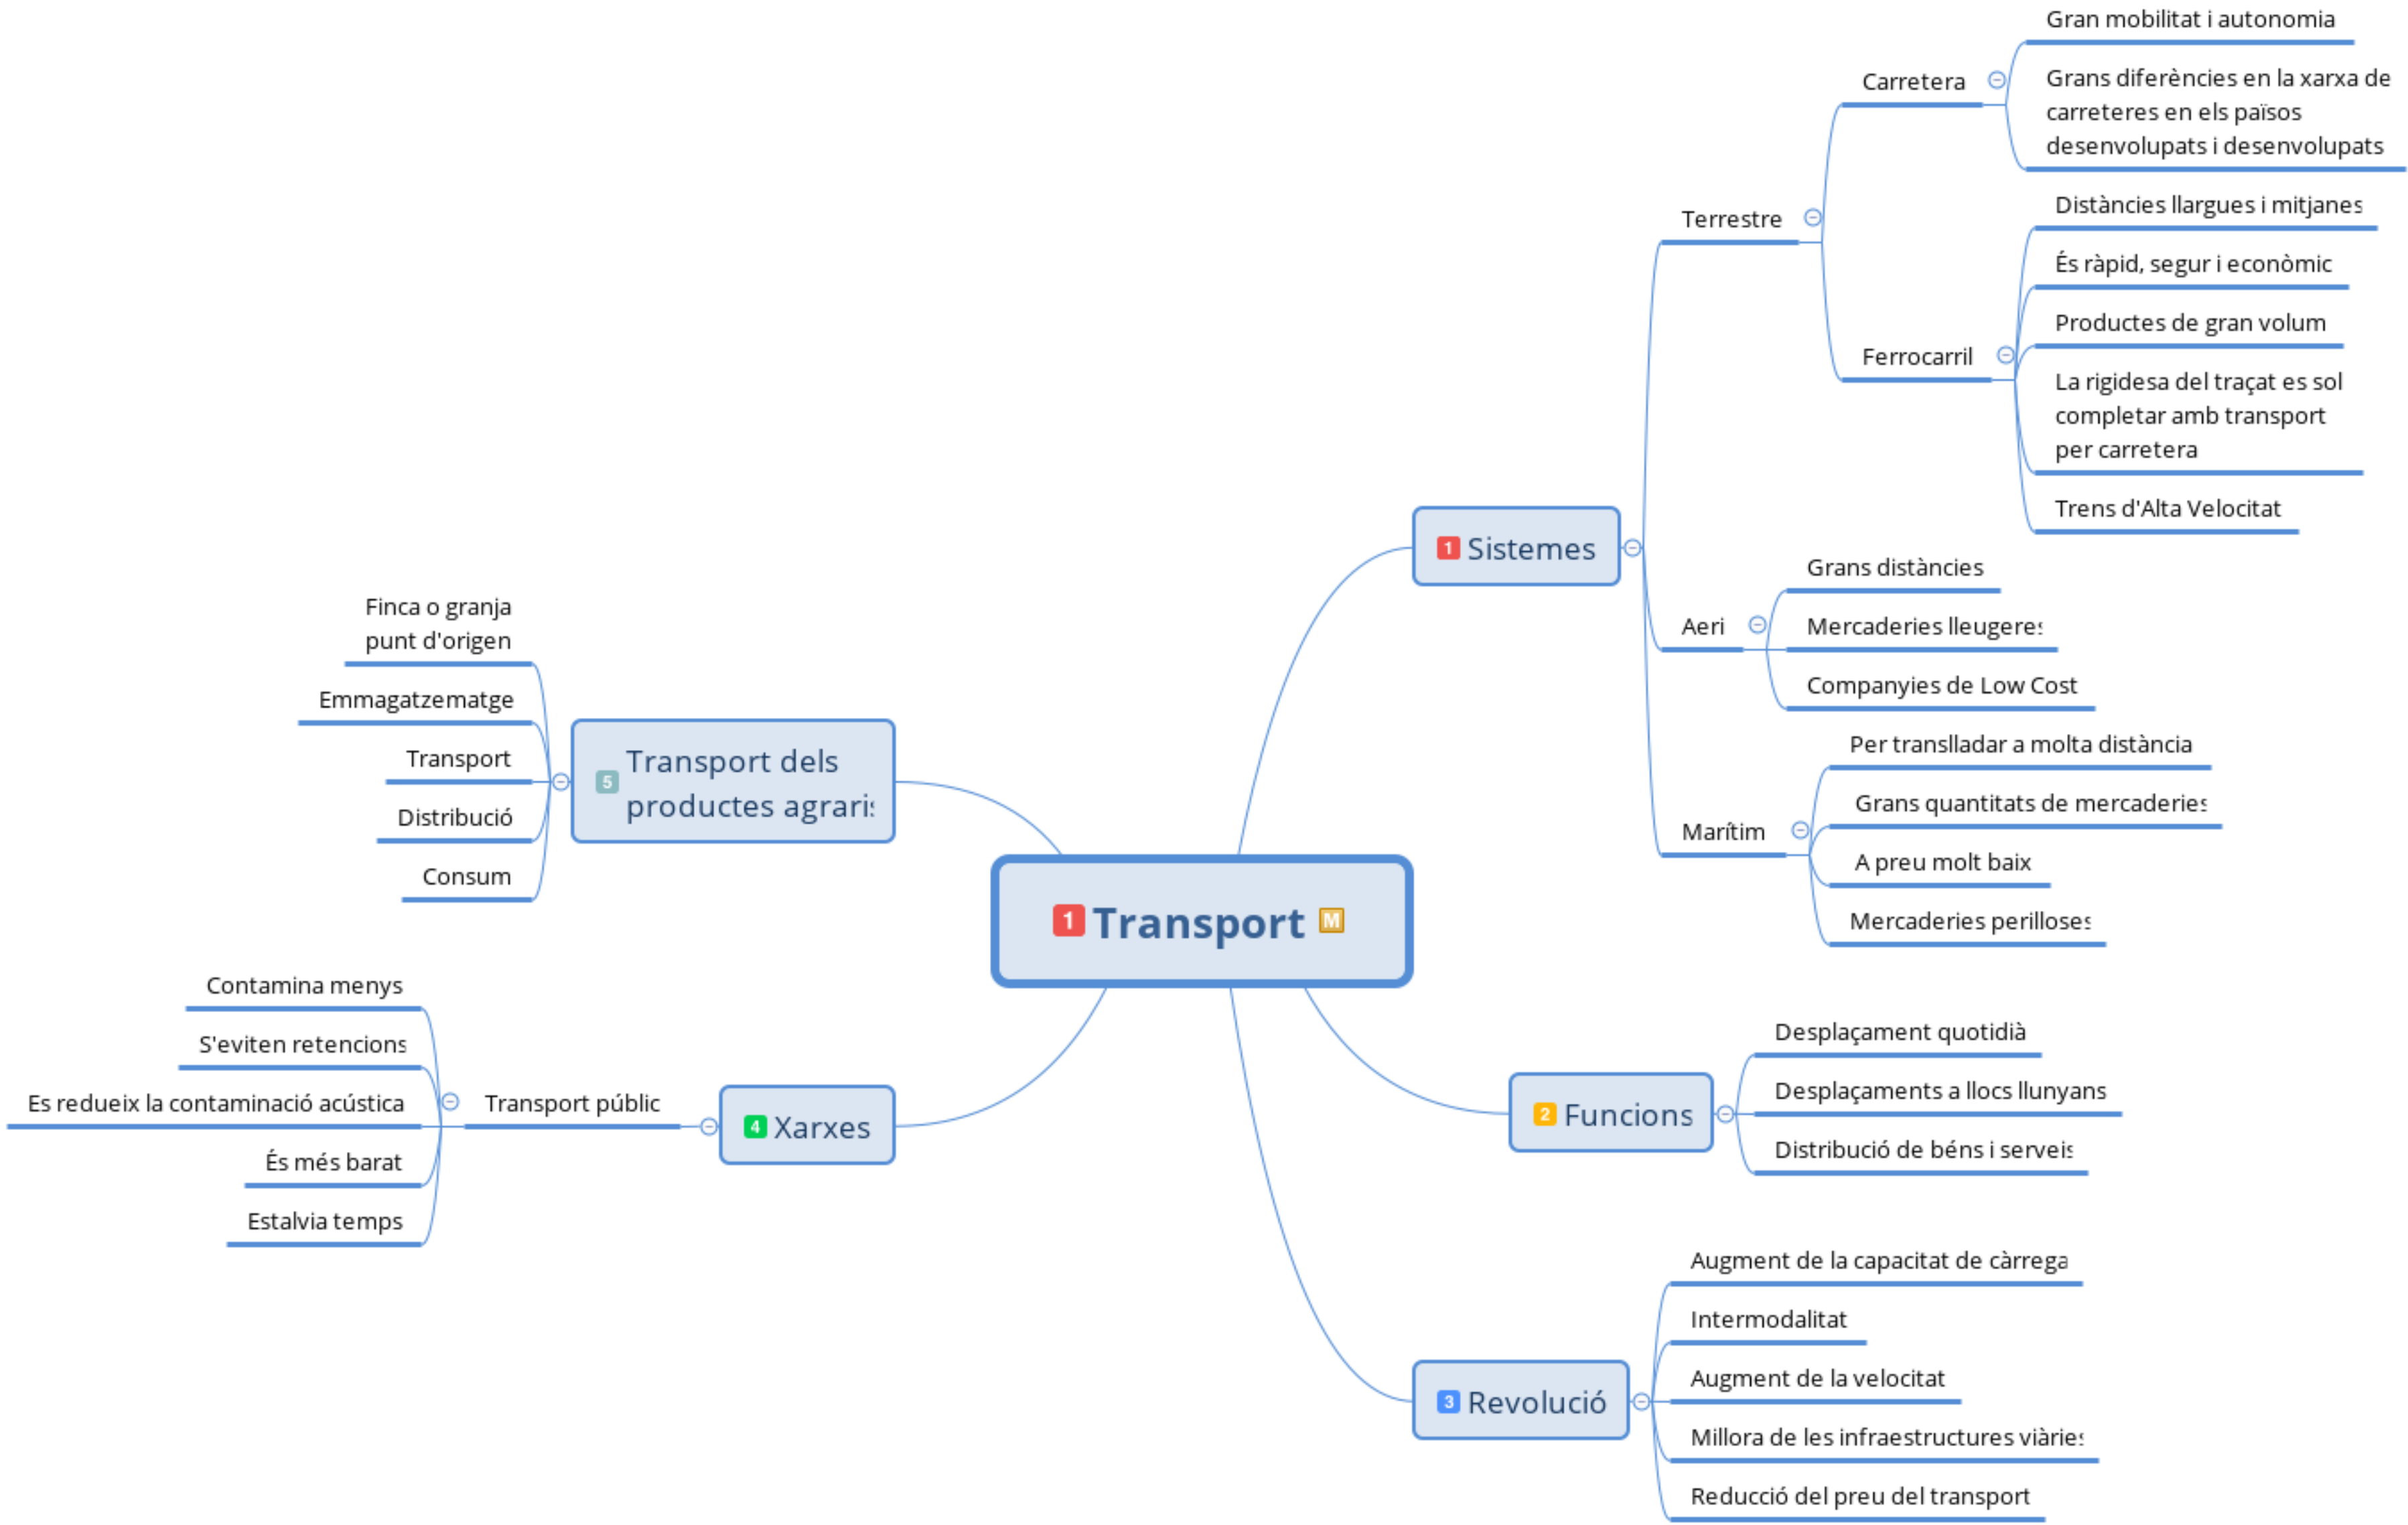 1 Transport M
1 Sistemes
Terrestre
Carretera
Gran mobilitat i autonomia
Grans diferències en la xarxa de
carreteres en els països
desenvolupats i desenvolupats
Ferrocarril
Distàncies llargues i mitjanes
És ràpid, segur i econòmic
Productes de gran volum
La rigidesa del traçat es sol
completar amb transport
per carretera
Trens d'Alta Velocitat
Aeri
Grans distàncies
Mercaderies lleugeres
Companyies de Low Cost
Marítim
Per translladar a molta distància
Grans quantitats de mercaderies
A preu molt baix
Mercaderies perilloses
2 Funcions
Desplaçament quotidià
Desplaçaments a llocs llunyans
Distribució de béns i serveis
3 Revolució
Augment de la capacitat de càrrega
Intermodalitat
Augment de la velocitat
Millora de les infraestructures viàries
Reducció del preu del transport
4 Xarxes
Transport públic
Contamina menys
S'eviten retencions
Es redueix la contaminació acústica
És més barat
Estalvia temps
5 Transport dels
productes agraris
Finca o granja
punt d'origen
Emmagatzematge
Transport
Distribució
Consum